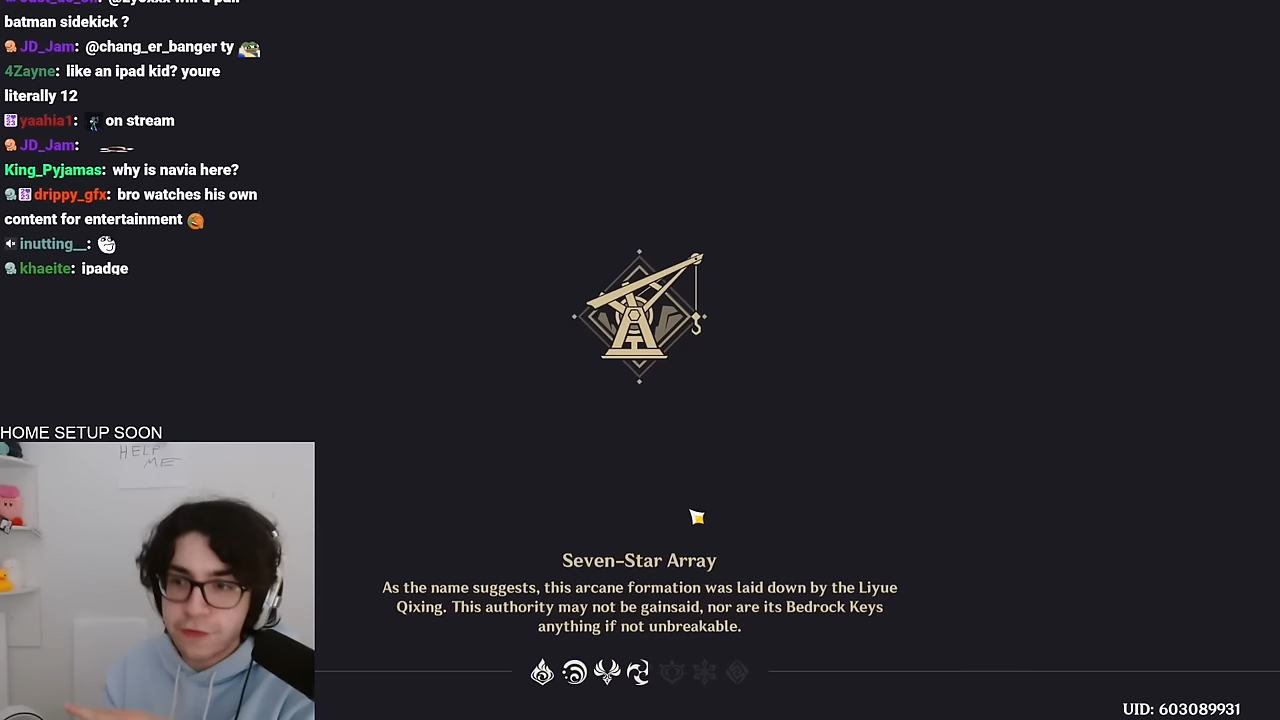 batman sidekick ?
JD_Jam: @chang_er_banger ty
4Zayne: like an ipad kid? youre
literally 12
yaahia1: on stream
JD_Jam:
King_Pyjamas: why is navia here?
drippy_gfx: bro watches his own
content for entertainment
inutting__:
khaeite: ipadge
HOME SETUP SOON
HELP
ME
Seven-Star Array
As the name suggests, this arcane formation was laid down by the Liyue
Qixing. This authority may not be gainsaid, nor are its Bedrock Keys
anything if not unbreakable.
UID: 603089931